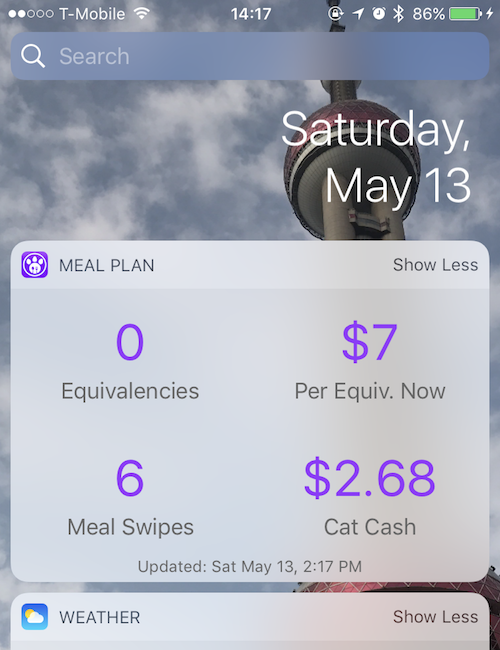 T-Mobile 14:17 86%
Search
Saturday,
May 13
MEAL PLAN Show Less
0 $7
Equivalencies Per Equiv. Now
6 $2.68
Meal Swipes Cat Cash
Updated: Sat May 13, 2:17 PM
WEATHER Show Less